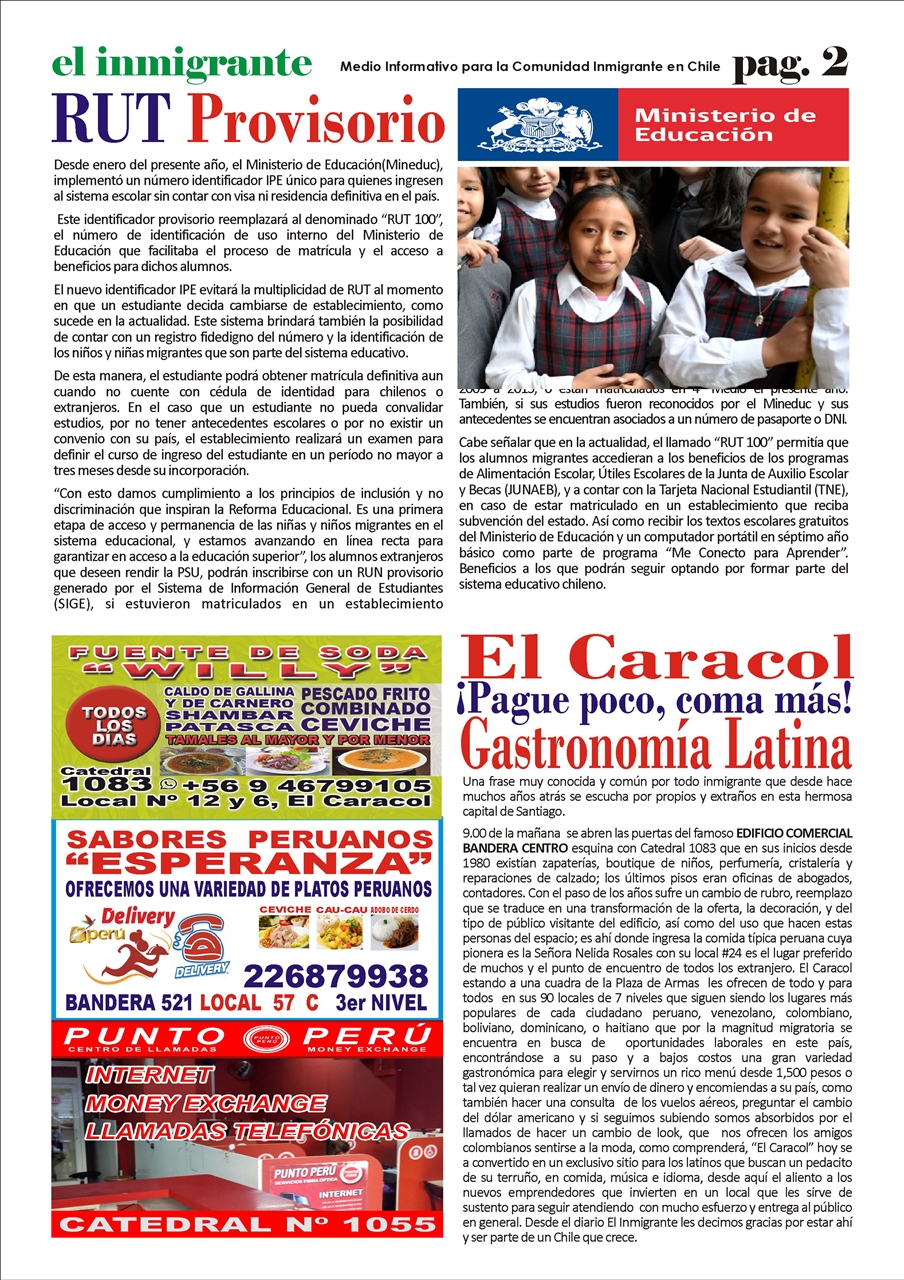 el inmigrante
Medio Informativo para la Comunidad Inmigrante en Chile
pag. 2
RUT Provisorio
Desde enero del presente año, el Ministerio de Educación(Mineduc),
implementó un número identificador IPE único para quienes ingresen
al sistema escolar sin contar con visa ni residencia definitiva en el país.
Este identificador provisorio reemplazará al denominado “RUT 100”,
el número de identificación de uso interno del Ministerio de
Educación que facilitaba el proceso de matrícula y el acceso a
beneficios para dichos alumnos.
El nuevo identificador IPE evitará la multiplicidad de RUT al momento
en que un estudiante decida cambiarse de establecimiento, como
sucede en la actualidad. Este sistema brindará también la posibilidad
de contar con un registro fidedigno del número y la identificación de
los niños y niñas migrantes que son parte del sistema educativo.
De esta manera, el estudiante podrá obtener matrícula definitiva aun
cuando no cuente con cédula de identidad para chilenos o
extranjeros. En el caso que un estudiante no pueda convalidar
estudios, por no tener antecedentes escolares o por no existir un
convenio con su país, el establecimiento realizará un examen para
definir el curso de ingreso del estudiante en un período no mayor a
tres meses desde su incorporación.
“Con esto damos cumplimiento a los principios de inclusión y no
discriminación que inspiran la Reforma Educacional. Es una primera
etapa de acceso y permanencia de las niñas y niños migrantes en el
sistema educacional, y estamos avanzando en línea recta para
garantizar en acceso a la educación superior”, los alumnos extranjeros
que deseen rendir la PSU, podrán inscribirse con un RUN provisorio
generado por el Sistema de Información General de Estudiantes
(SIGE), si estuvieron matriculados en un establecimiento
Ministerio de
Educación
2009 a 2015, o están matriculados en 4° Medio el presente año.
También, si sus estudios fueron reconocidos por el Mineduc y sus
antecedentes se encuentran asociados a un número de pasaporte o DNI.
Cabe señalar que en la actualidad, el llamado “RUT 100” permitía que
los alumnos migrantes accedieran a los beneficios de los programas
de Alimentación Escolar, Útiles Escolares de la Junta de Auxilio Escolar
y Becas (JUNAEB), y a contar con la Tarjeta Nacional Estudiantil (TNE),
en caso de estar matriculado en un establecimiento que reciba
subvención del estado. Así como recibir los textos escolares gratuitos
del Ministerio de Educación y un computador portátil en séptimo año
básico como parte de programa “Me Conecto para Aprender”.
Beneficios a los que podrán seguir optando por formar parte del
sistema educativo chileno.
FUENTE DE SODA
“WILLY”
TODOS
LOS
DIAS
CALDO DE GALLINA
Y DE CARNERO
SHAMBAR
PATASCA
PESCADO FRITO
COMBINADO
CEVICHE
TAMALES AL MAYOR Y POR MENOR
Catedral
1083 +56 9 46799105
Local Nº 12 y 6, El Caracol
SABORES PERUANOS
“ESPERANZA”
OFRECEMOS UNA VARIEDAD DE PLATOS PERUANOS
Delivery
perú
DELIVERY
CEVICHE CAU-CAU ADOBO DE CERDO
226879938
BANDERA 521 LOCAL 57 C 3er NIVEL
PUNTO PERÚ
CENTRO DE LLAMADAS
PUNTO
PERÚ
MONEY EXCHANGE
INTERNET
MONEY EXCHANGE
LLAMADAS TELEFÓNICAS
PUNTO PERÚ
SERVICIOS FIBRA OPTICA
INTERNET
CATEDRAL Nº 1055
El Caracol
¡Pague poco, coma más!
Gastronomía Latina
Una frase muy conocida y común por todo inmigrante que desde hace
muchos años atrás se escucha por propios y extraños en esta hermosa
capital de Santiago.
9.00 de la mañana se abren las puertas del famoso EDIFICIO COMERCIAL
BANDERA CENTRO esquina con Catedral 1083 que en sus inicios desde
1980 existían zapaterías, boutique de niños, perfumería, cristalería y
reparaciones de calzado; los últimos pisos eran oficinas de abogados,
contadores. Con el paso de los años sufre un cambio de rubro, reemplazo
que se traduce en una transformación de la oferta, la decoración, y del
tipo de público visitante del edificio, así como del uso que hacen estas
personas del espacio; es ahí donde ingresa la comida típica peruana cuya
pionera es la Señora Nelida Rosales con su local #24 es el lugar preferido
de muchos y el punto de encuentro de todos los extranjero. El Caracol
estando a una cuadra de la Plaza de Armas les ofrecen de todo y para
todos en sus 90 locales de 7 niveles que siguen siendo los lugares más
populares de cada ciudadano peruano, venezolano, colombiano,
boliviano, dominicano, o haitiano que por la magnitud migratoria se
encuentra en busca de oportunidades laborales en este país,
encontrándose a su paso y a bajos costos una gran variedad
gastronómica para elegir y servirnos un rico menú desde 1,500 pesos o
tal vez quieran realizar un envío de dinero y encomiendas a su país, como
también hacer una consulta de los vuelos aéreos, preguntar el cambio
del dólar americano y si seguimos subiendo somos absorbidos por el
llamados de hacer un cambio de look, que nos ofrecen los amigos
colombianos sentirse a la moda, como comprenderá, “El Caracol” hoy se
a convertido en un exclusivo sitio para los latinos que buscan un pedacito
de su terruño, en comida, música e idioma, desde aquí el aliento a los
nuevos emprendedores que invierten en un local que les sirve de
sustento para seguir atendiendo con mucho esfuerzo y entrega al público
en general. Desde el diario El Inmigrante les decimos gracias por estar ahí
y ser parte de un Chile que crece.